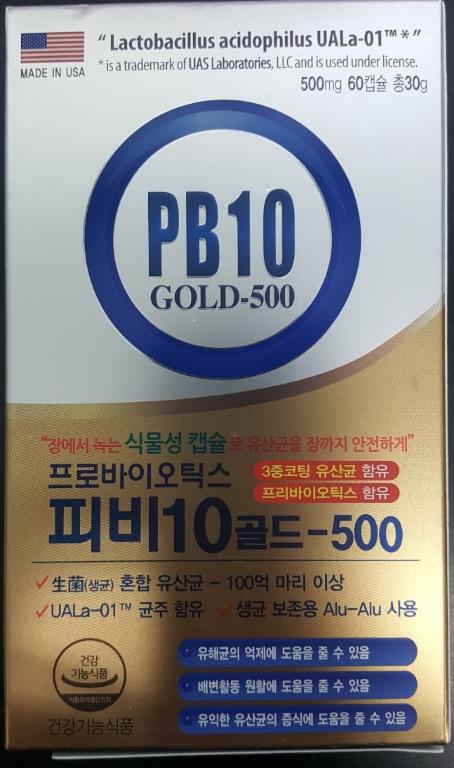 “ Lactobacillus acidophilus UALa-01™ * ”
MADE IN USA
* is a trademark of UAS Laboratories, LLC and is used under license.
500mg 60캡슐 총30g
PB10
GOLD-500
“장에서 녹는 식물성 캡슐로 유산균을 장까지 안전하게”
프로바이오틱스
3중코팅 유산균 함유
프리바이오틱스 함유
피비10골드-500
✓生菌(생균) 혼합 유산균 - 100억 마리 이상
✓UALa-01™ 균주 함유 ✓생균 보존용 Alu-Alu 사용
건강
기능식품
식품의약품안전처
건강기능식품
유해균의 억제에 도움을 줄 수 있음
배변활동 원활에 도움을 줄 수 있음
유익한 유산균의 증식에 도움을 줄 수 있음